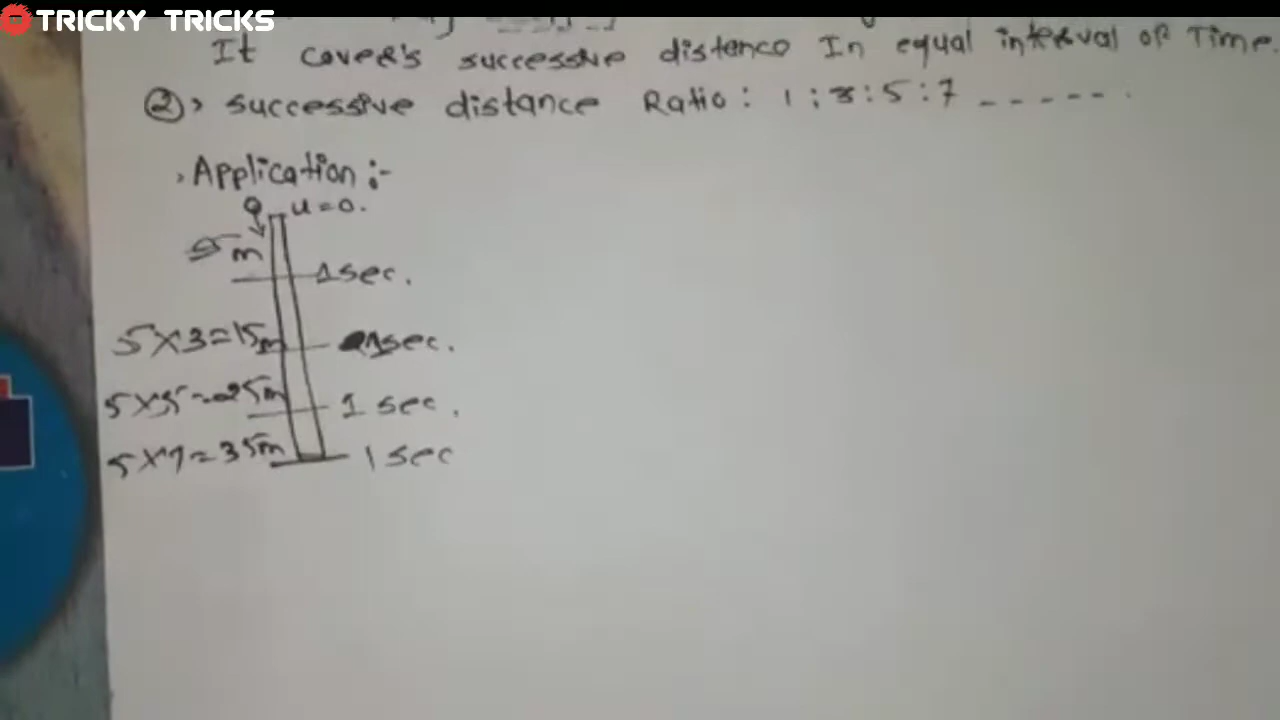 TRICKY TRICKS
It cover's successive distance In equal interval of Time.
②, successive distance Ratio: 1:3:5:7 -----.
, Application :-
u=0.
5m
1sec.
5×3=15m
1sec.
5×5=25m
1 sec.
5×7=35m
1 sec